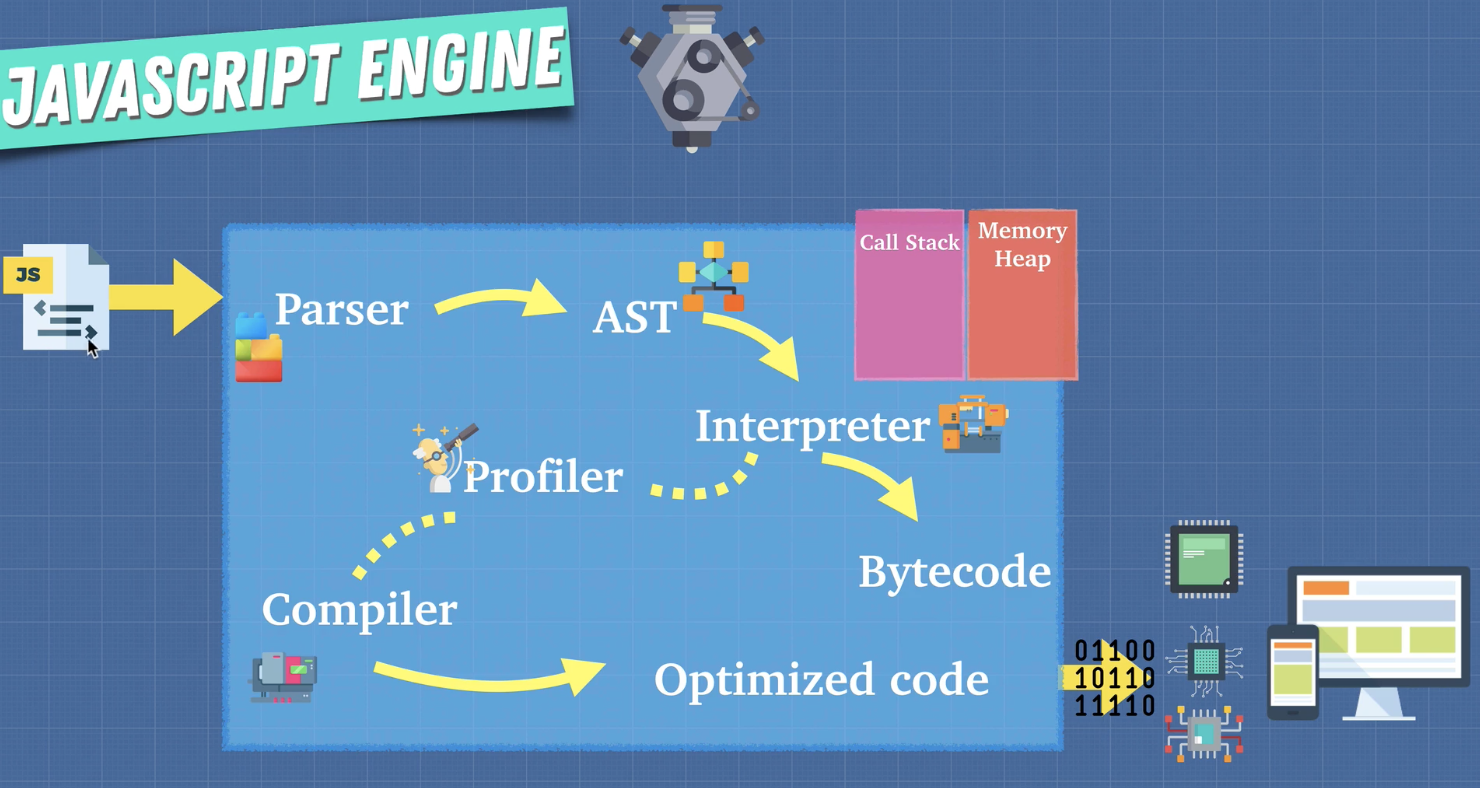 JAVASCRIPT ENGINE
JS
Call Stack
Memory
Heap
Parser
AST
Interpreter
Profiler
Bytecode
Compiler
Optimized code
01100
10110
11110